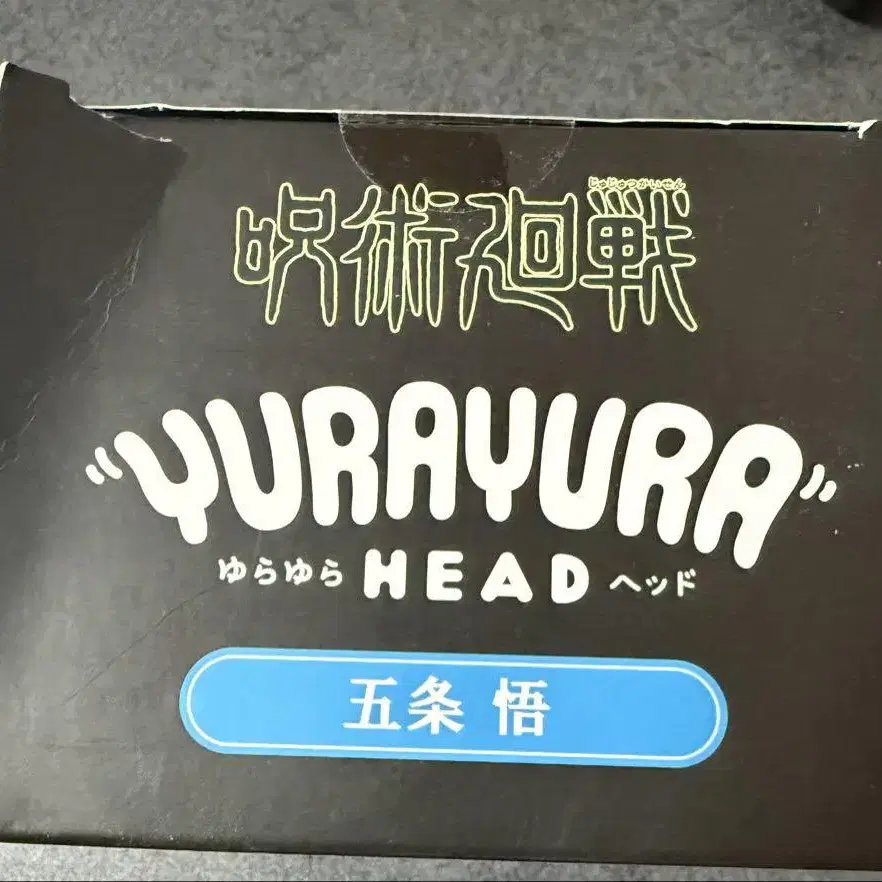 じゅじゅつかいせん
呪術廻戦
"YURAYURA"
ゆらゆら HEAD ヘッド
五条 悟